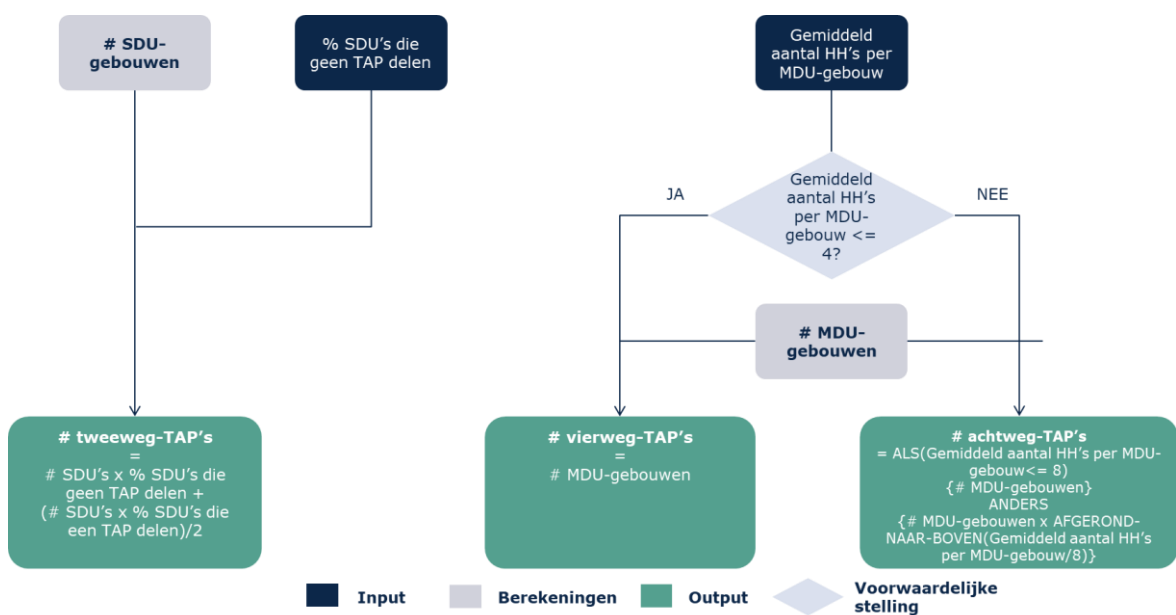 # SDU-
gebouwen
% SDU's die
geen TAP delen
Gemiddeld
aantal HH's per
MDU-gebouw
Gemiddeld
aantal HH's
per MDU-
gebouw <=
4?
JA
NEE
# MDU-
gebouwen
# tweeweg-TAP's
=
# SDU's x % SDU's die
geen TAP delen +
(# SDU's x % SDU's die
een TAP delen)/2
# vierweg-TAP's
=
# MDU-gebouwen
# achtweg-TAP's
= ALS(Gemiddeld aantal HH's per MDU-
gebouw<= 8)
{# MDU-gebouwen}
ANDERS
{# MDU-gebouwen x AFGEROND-
NAAR-BOVEN(Gemiddeld aantal HH's
per MDU-gebouw/8)}
Input
Berekeningen
Output
Voorwaardelijke
stelling